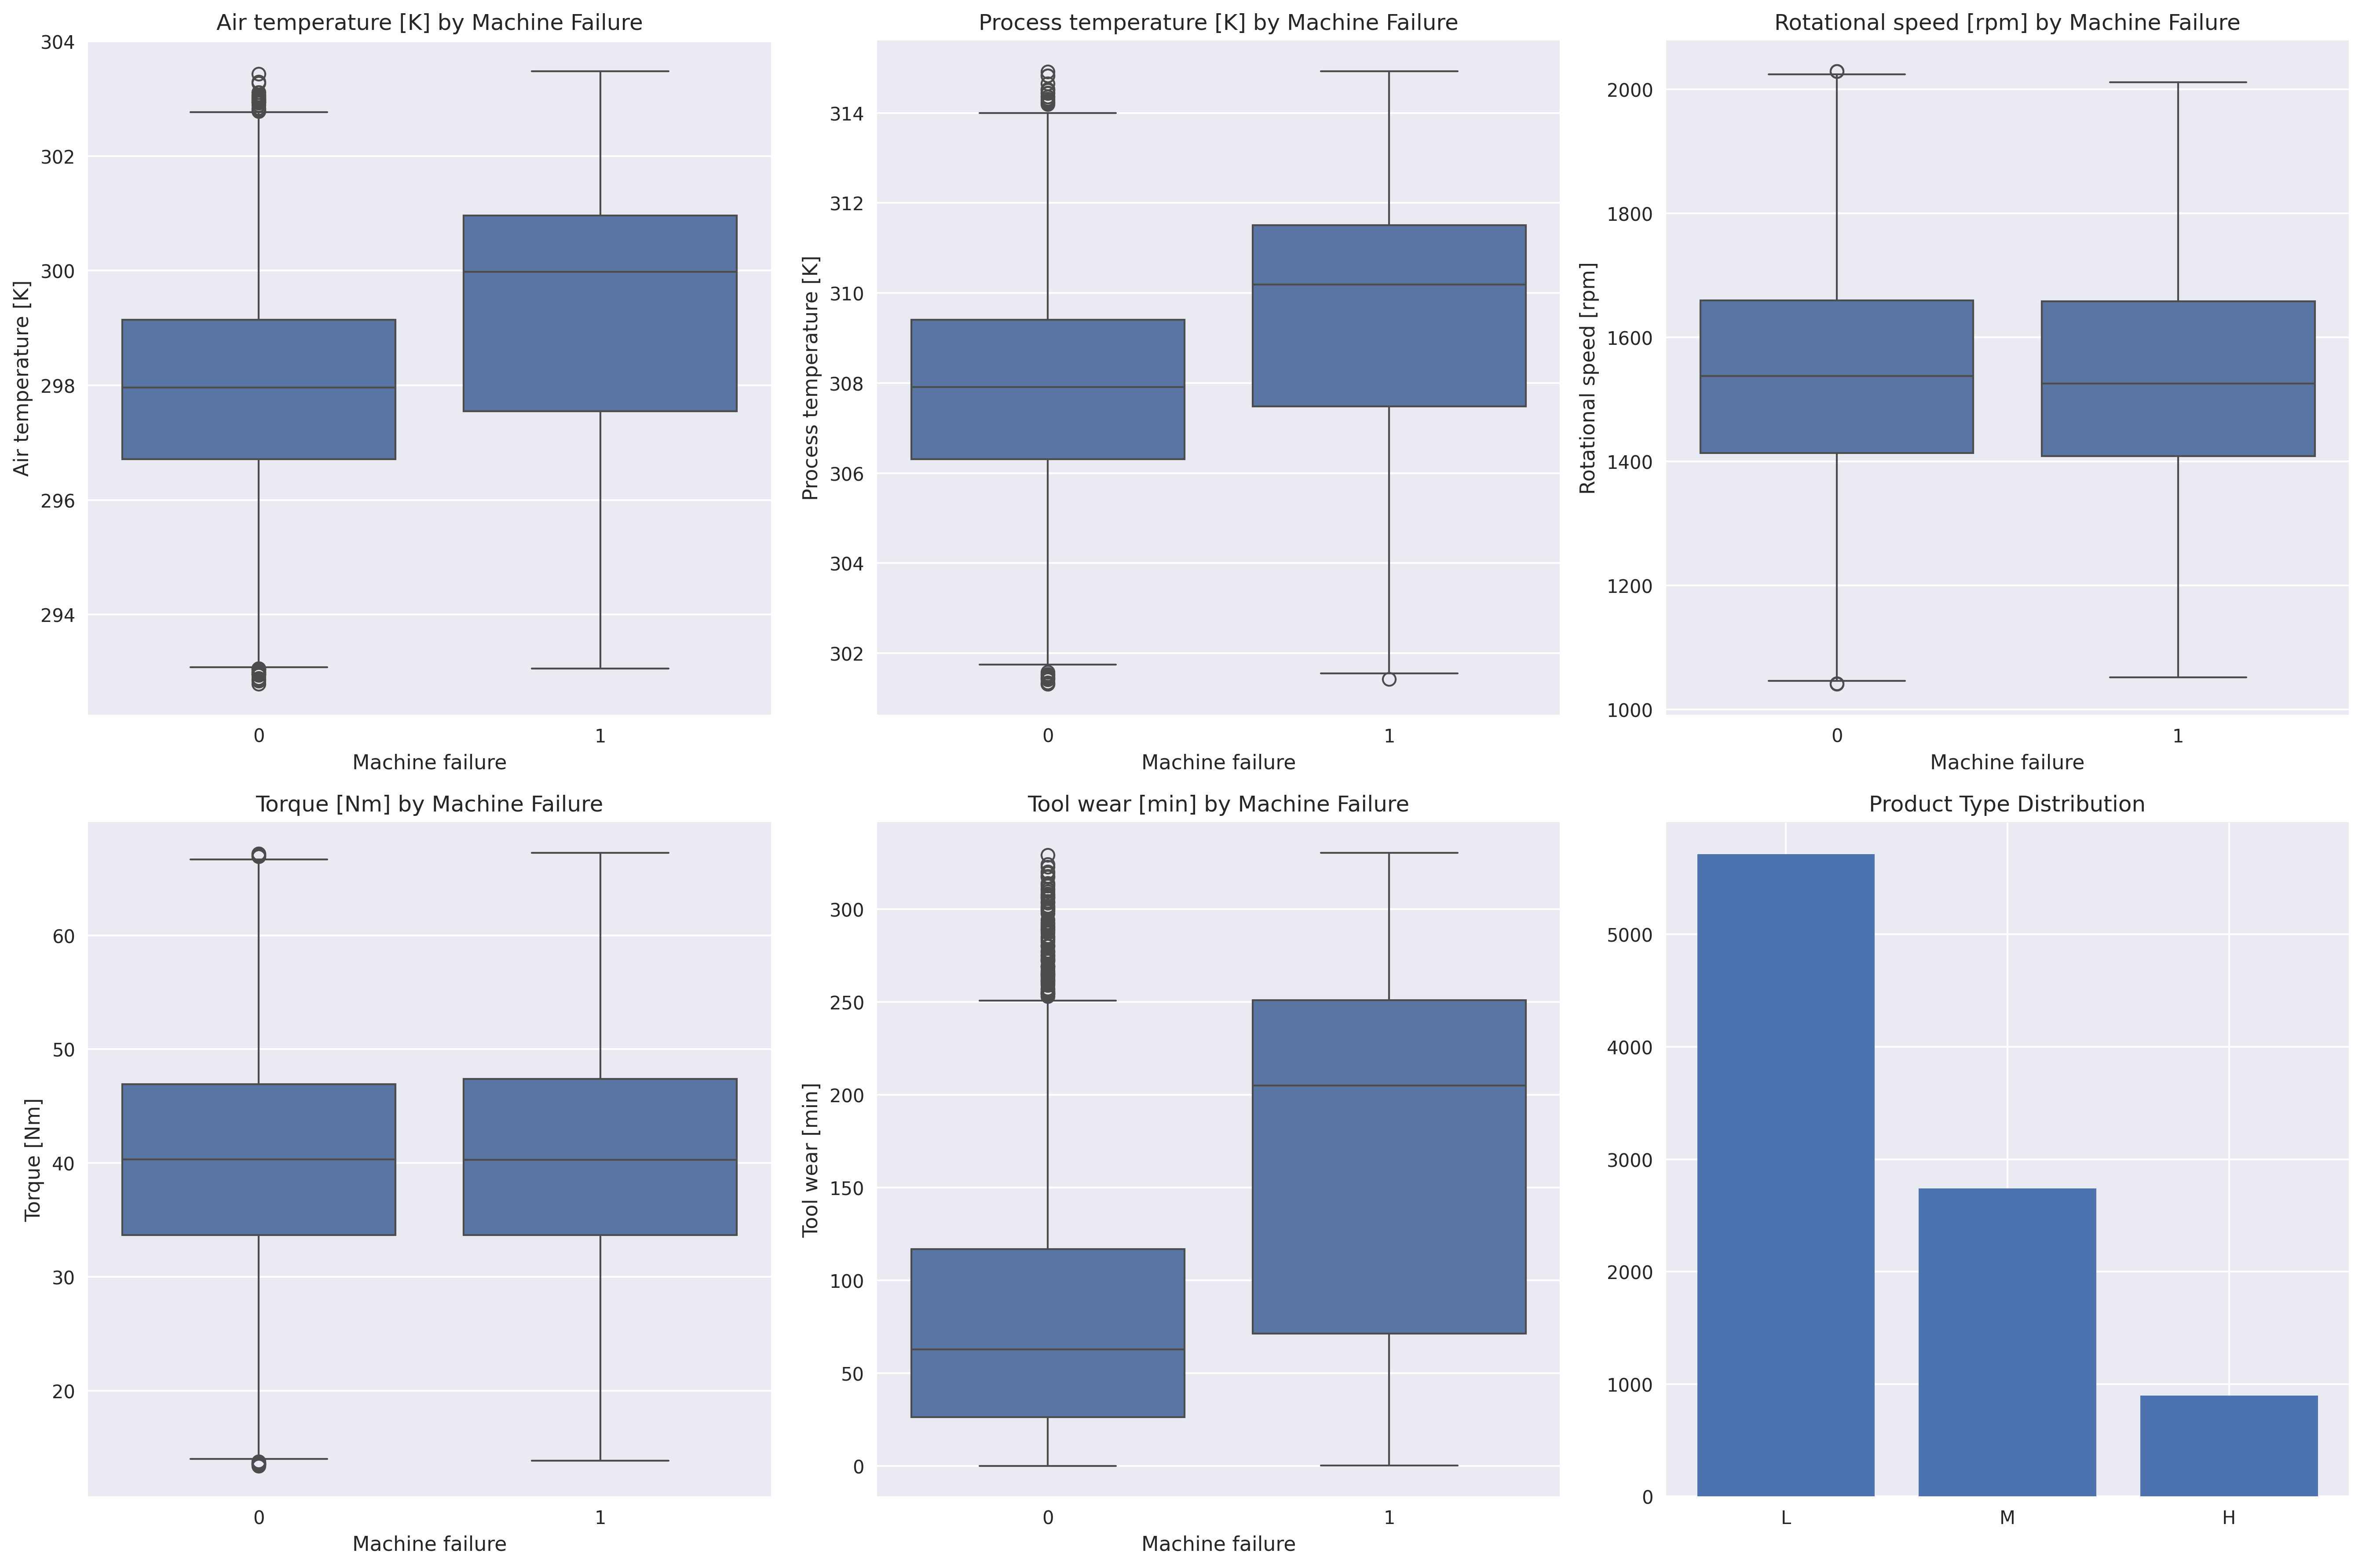 Air temperature [K] by Machine Failure
Air temperature [K]
304
302
300
298
296
294
0 1
Machine failure
Process temperature [K] by Machine Failure
Process temperature [K]
314
312
310
308
306
304
302
0 1
Machine failure
Rotational speed [rpm] by Machine Failure
Rotational speed [rpm]
2000
1800
1600
1400
1200
1000
0 1
Machine failure
Torque [Nm] by Machine Failure
Torque [Nm]
60
50
40
30
20
0 1
Machine failure
Tool wear [min] by Machine Failure
Tool wear [min]
300
250
200
150
100
50
0
0 1
Machine failure
Product Type Distribution
5000
4000
3000
2000
1000
0
L M H